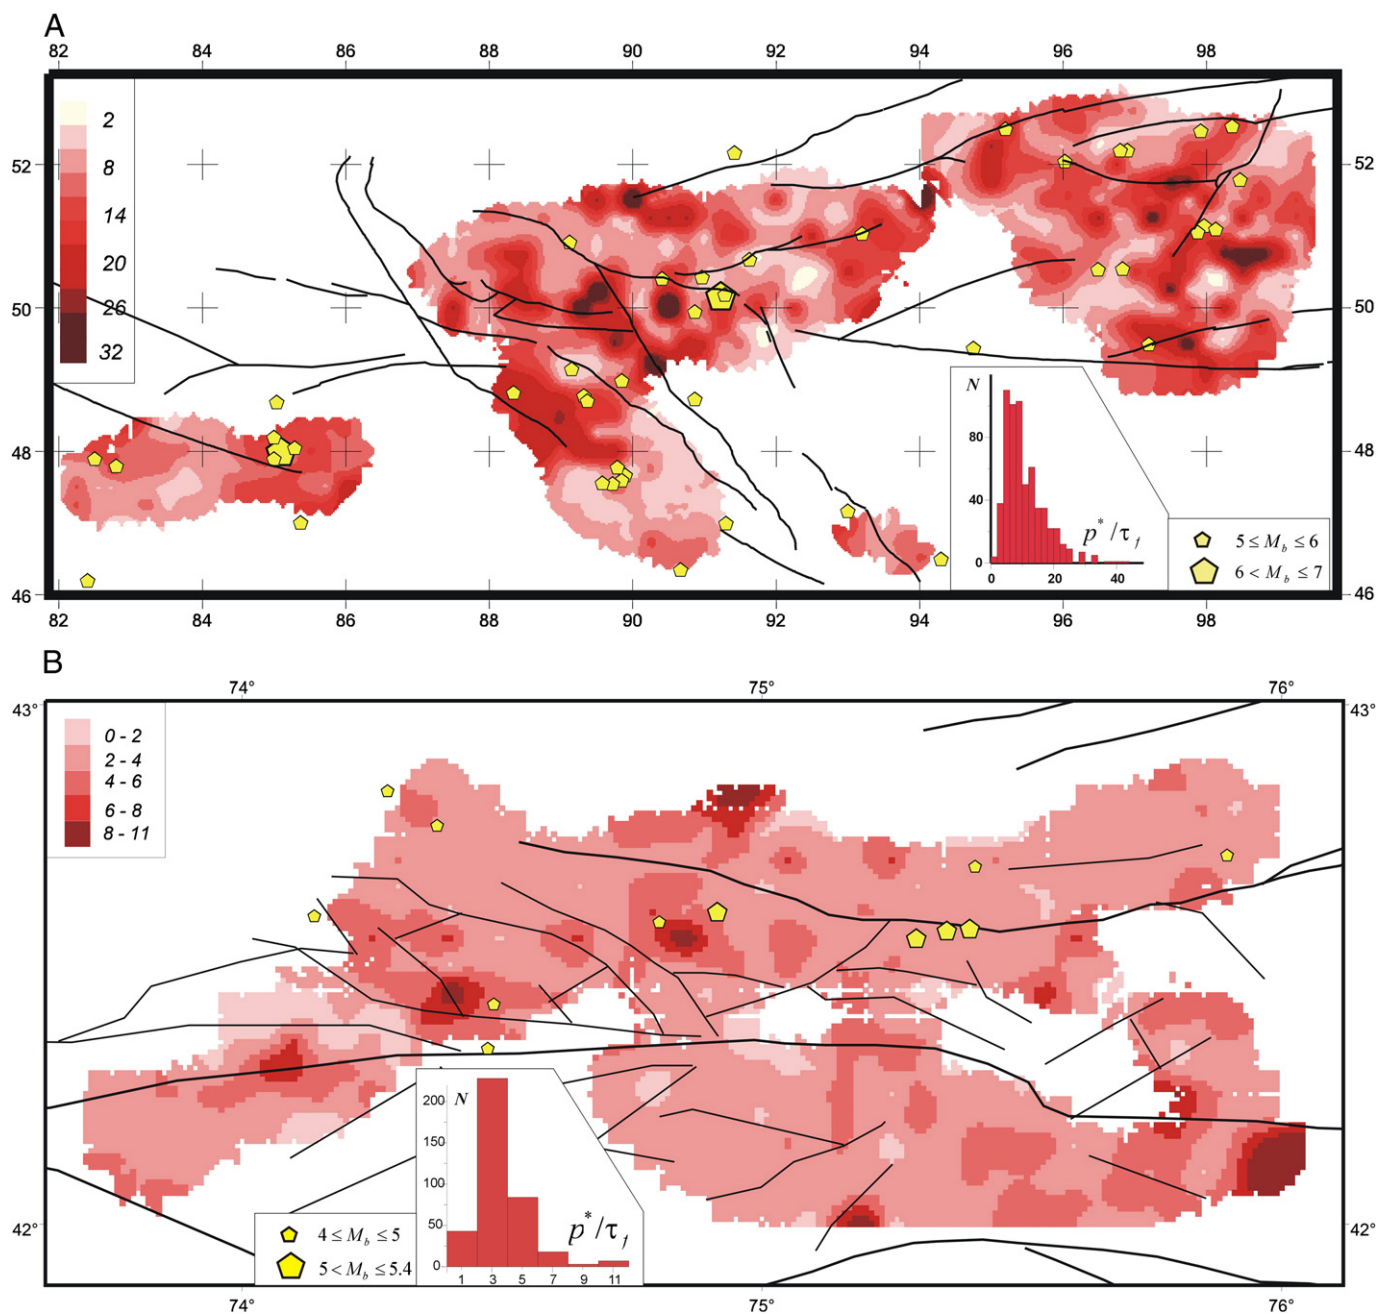 A
82 84 86 88 90 92 94 96 98
2
8
14
20
26
32
52 52
50 50
48 48
46 46
N
80
40
0
0 20 40
p*/τf
5 ≤ Mb ≤ 6
6 < Mb ≤ 7
82 84 86 88 90 92 94 96 98
B
74° 75° 76°
43° 43°
0 - 2
2 - 4
4 - 6
6 - 8
8 - 11
N
200
150
100
50
0
1 3 5 7 9 11
p*/τf
4 ≤ Mb ≤ 5
5 < Mb ≤ 5.4
42° 42°
74° 75° 76°